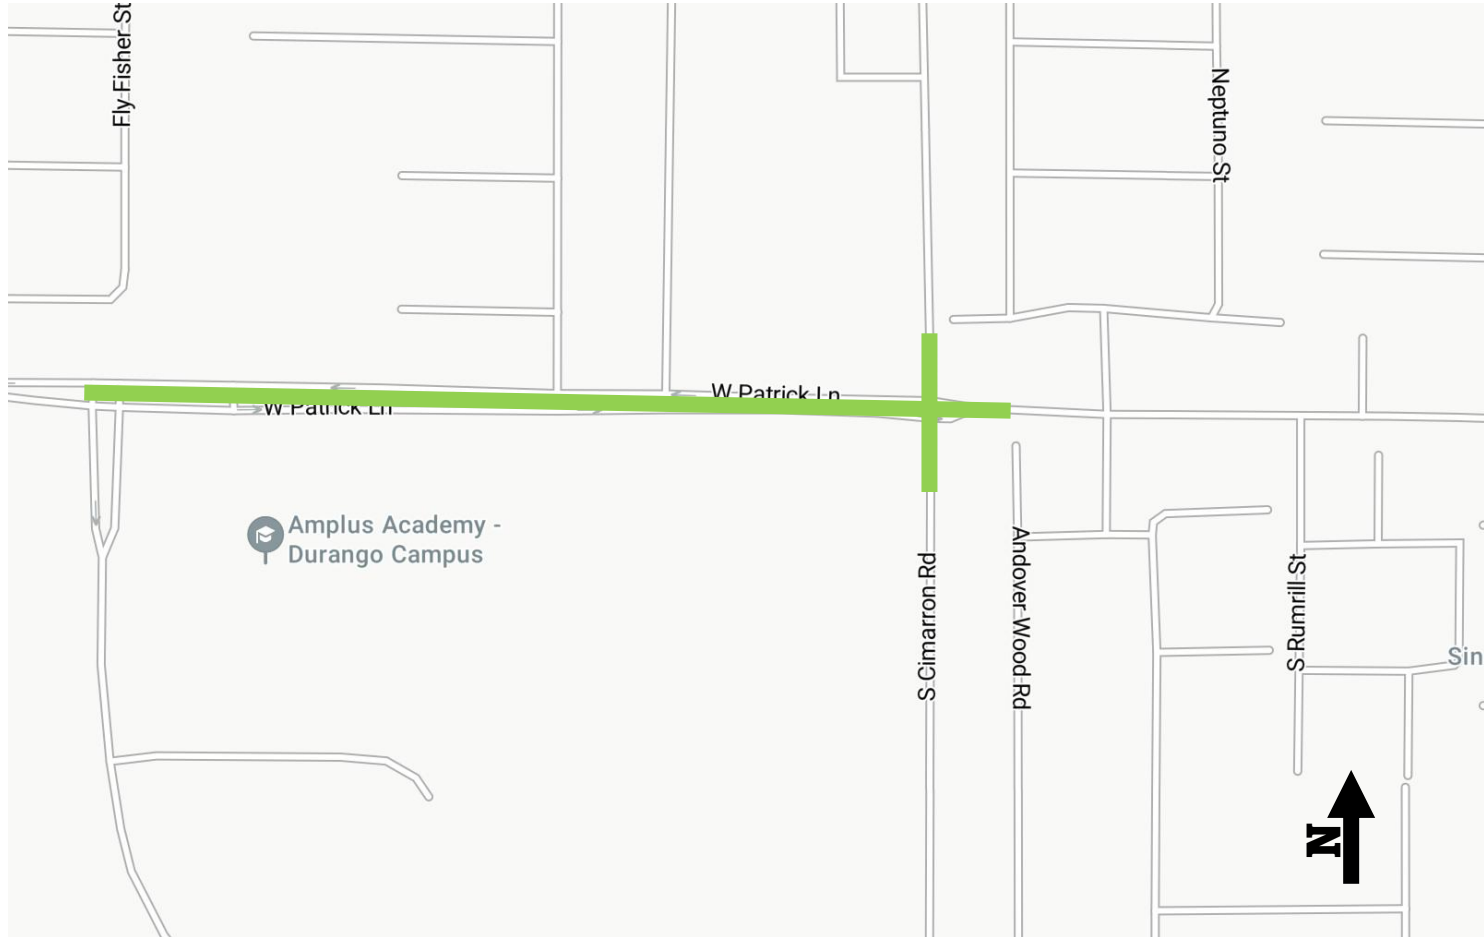 Fly Fisher St
Neptuno St
W Patrick Ln
W Patrick Ln
Amplus Academy -
Durango Campus
S Cimarron Rd
Andover Wood Rd
S Rumrill St
Sin
N